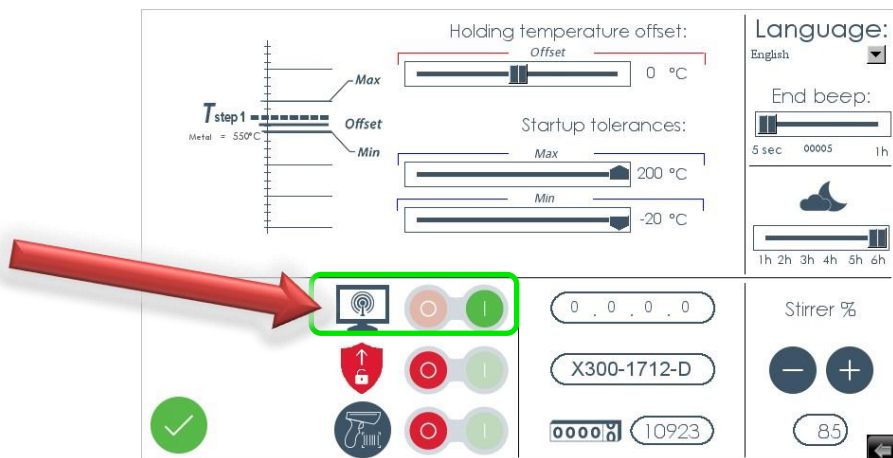 Holding temperature offset:
Offset
0 °C
Max
T step 1
Metal = 550°C
Offset
Min
Startup tolerances:
Max
200 °C
Min
-20 °C
Language:
English
End beep:
5 sec 00005 1h
1h 2h 3h 4h 5h 6h
O I
0 . 0 . 0 . 0
Stirrer %
O I
X300-1712-D
− +
O I
00000 10923
85